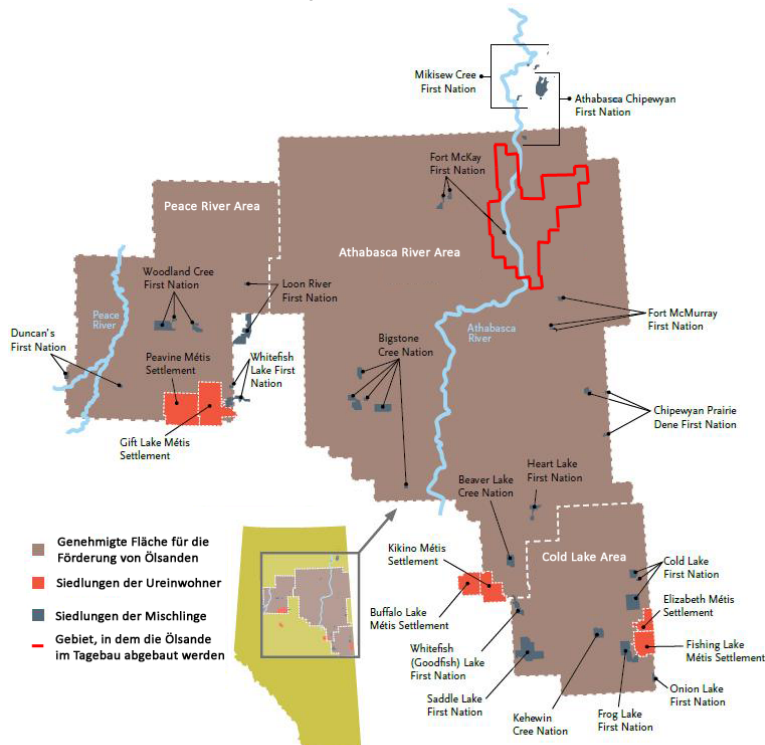 Mikisew Cree
First Nation
Athabasca Chipewyan
First Nation
Fort McKay
First Nation
Peace River Area
Athabasca River Area
Woodland Cree
First Nation
Loon River
First Nation
Peace
River
Athabasca
River
Fort McMurray
First Nation
Duncan's
First Nation
Peavine Métis
Settlement
Whitefish
Lake First
Nation
Bigstone
Cree Nation
Gift Lake Métis
Settlement
Chipewyan Prairie
Dene First Nation
Heart Lake
First Nation
Beaver Lake
Cree Nation
Kikino Métis
Settlement
Cold Lake Area
Cold Lake
First Nation
Elizabeth Métis
Settlement
Buffalo Lake
Métis Settlement
Whitefish
(Goodfish) Lake
First Nation
Fishing Lake
Métis Settlement
Saddle Lake
First Nation
Kehewin
Cree Nation
Frog Lake
First Nation
Onion Lake
First Nation
Genehmigte Fläche für die
Förderung von Ölsanden
Siedlungen der Ureinwohner
Siedlungen der Mischlinge
Gebiet, in dem die Ölsande
im Tagebau abgebaut werden